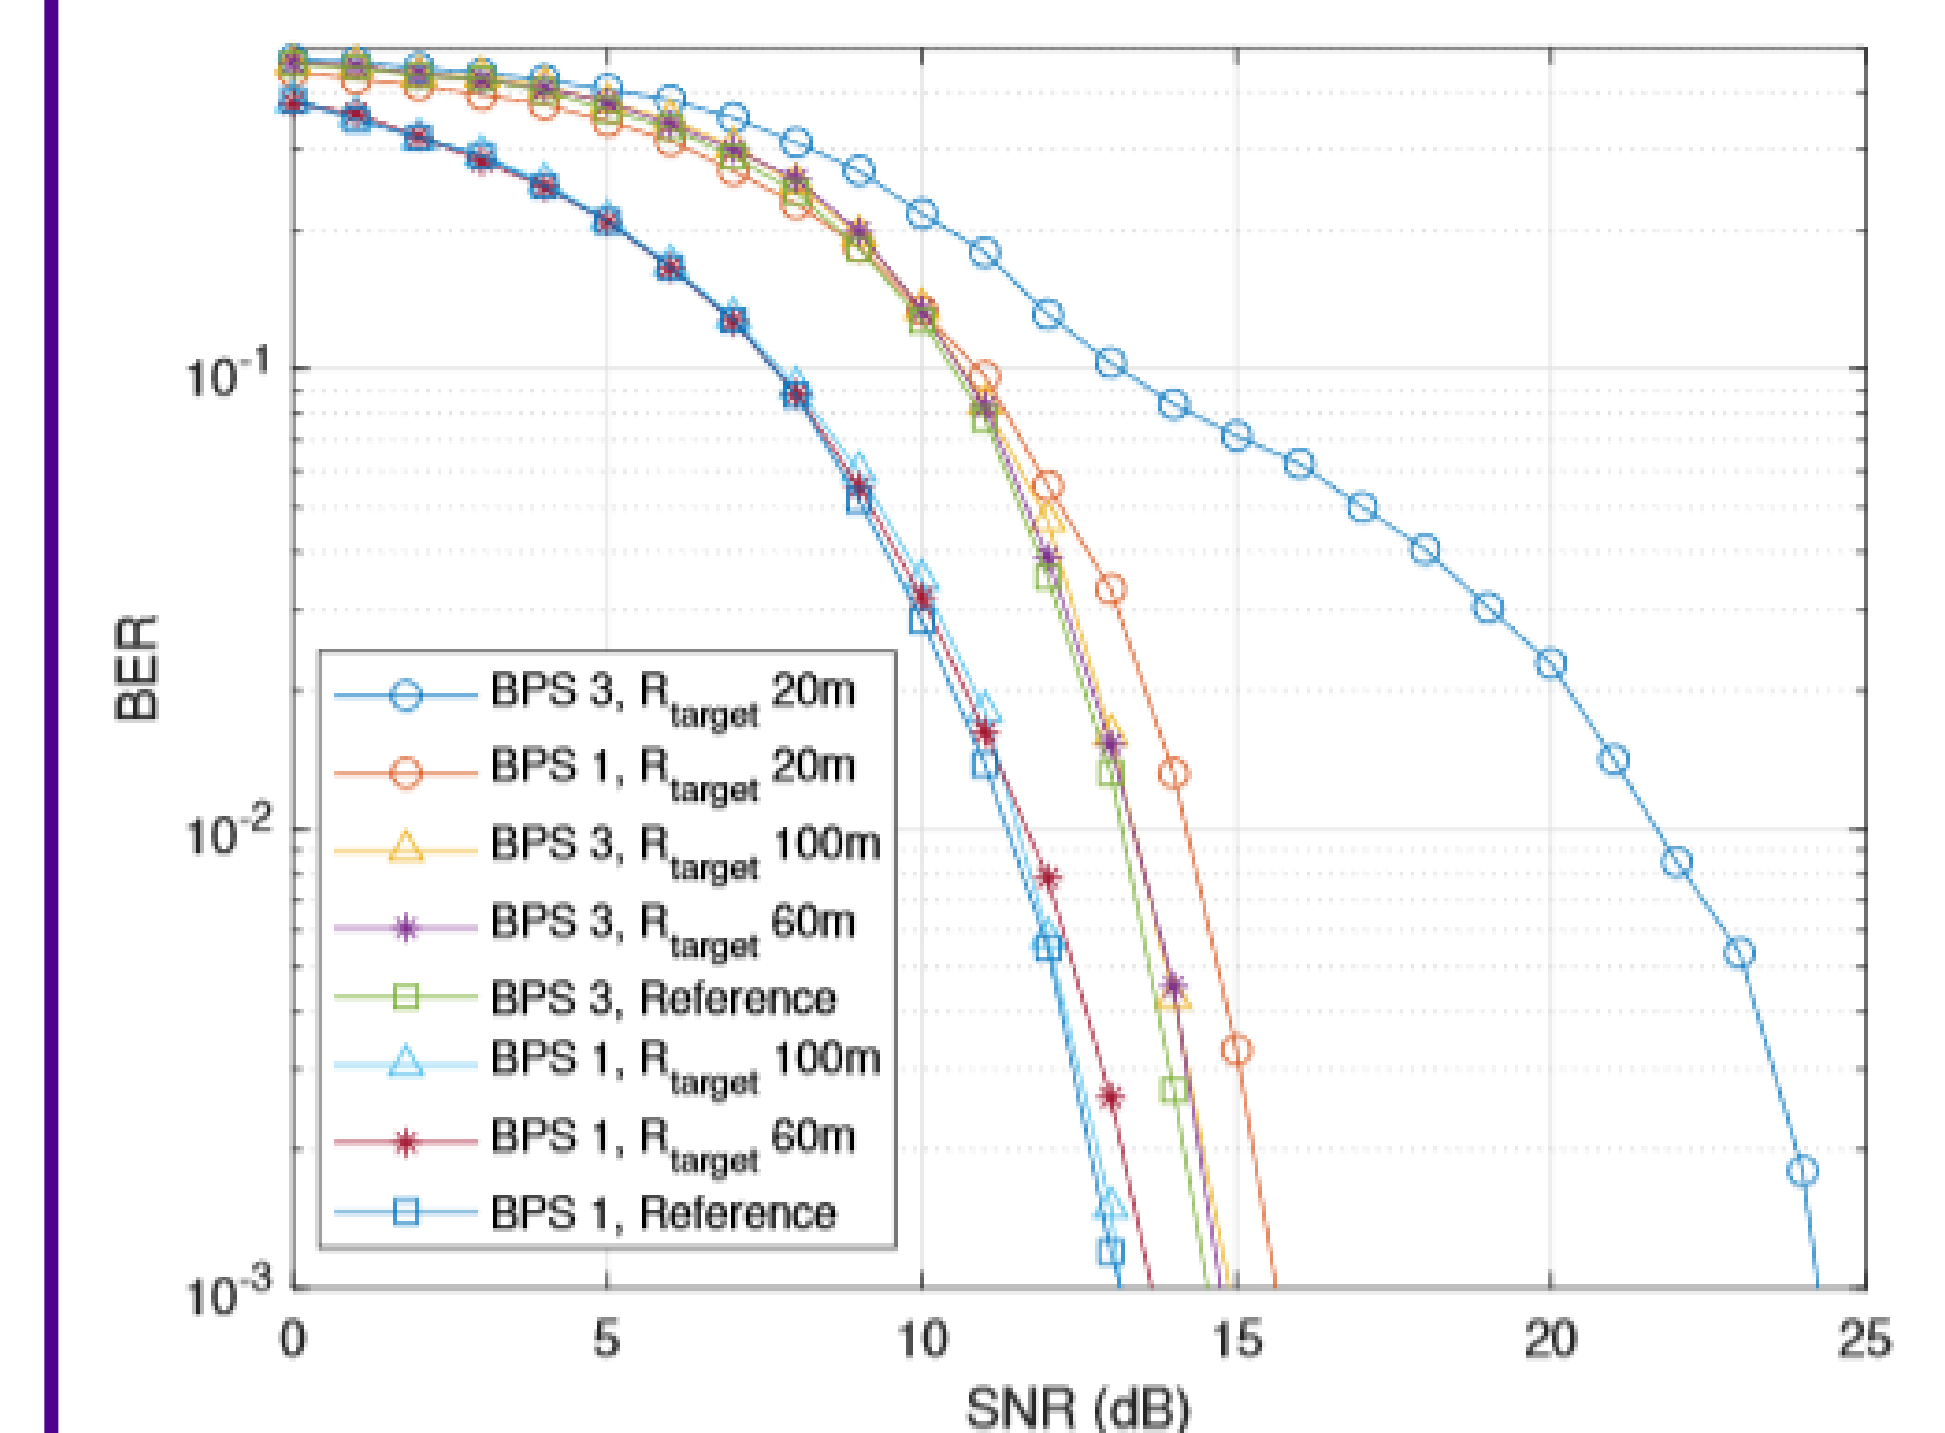 10^-1
10^-2
10^-3
BER
BPS 3, R_target 20m
BPS 1, R_target 20m
BPS 3, R_target 100m
BPS 3, R_target 60m
BPS 3, Reference
BPS 1, R_target 100m
BPS 1, R_target 60m
BPS 1, Reference
0 5 10 15 20 25
SNR (dB)